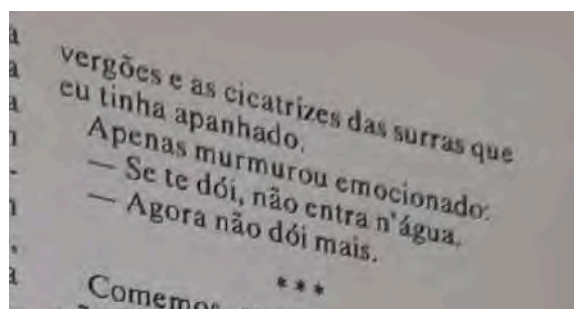 vergões e as cicatrizes das surras que
eu tinha apanhado.
Apenas murmurou emocionado:
— Se te dói, não entra n'água.
— Agora não dói mais.
***
Comemos